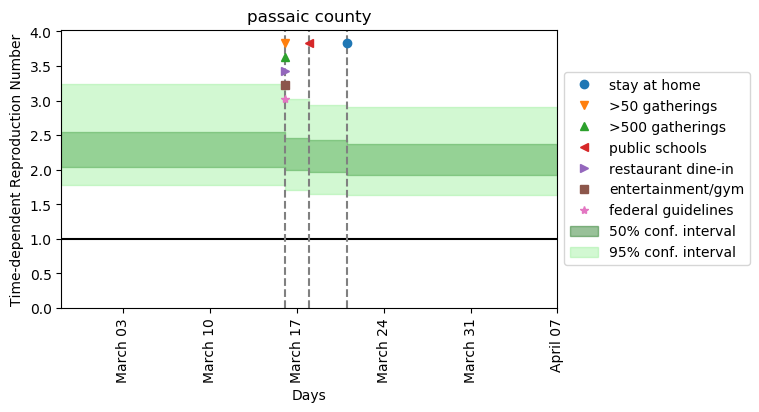 passaic county
Time-dependent Reproduction Number
4.0
3.5
3.0
2.5
2.0
1.5
1.0
0.5
0.0
March 03
March 10
March 17
March 24
March 31
April 07
Days
stay at home
>50 gatherings
>500 gatherings
public schools
restaurant dine-in
entertainment/gym
federal guidelines
50% conf. interval
95% conf. interval